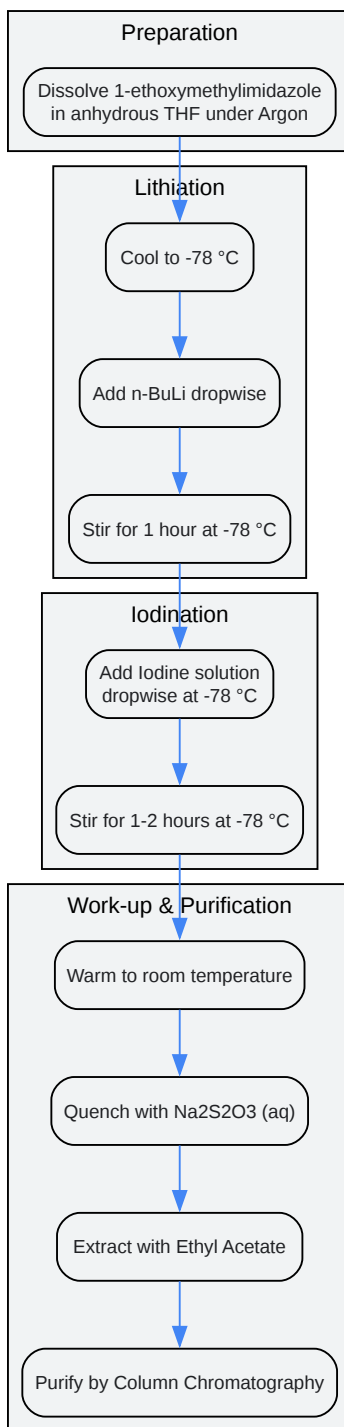 Preparation
Dissolve 1-ethoxymethylimidazole
in anhydrous THF under Argon
Lithiation
Cool to -78 °C
Add n-BuLi dropwise
Stir for 1 hour at -78 °C
Iodination
Add Iodine solution
dropwise at -78 °C
Stir for 1-2 hours at -78 °C
Work-up & Purification
Warm to room temperature
Quench with Na2S2O3 (aq)
Extract with Ethyl Acetate
Purify by Column Chromatography